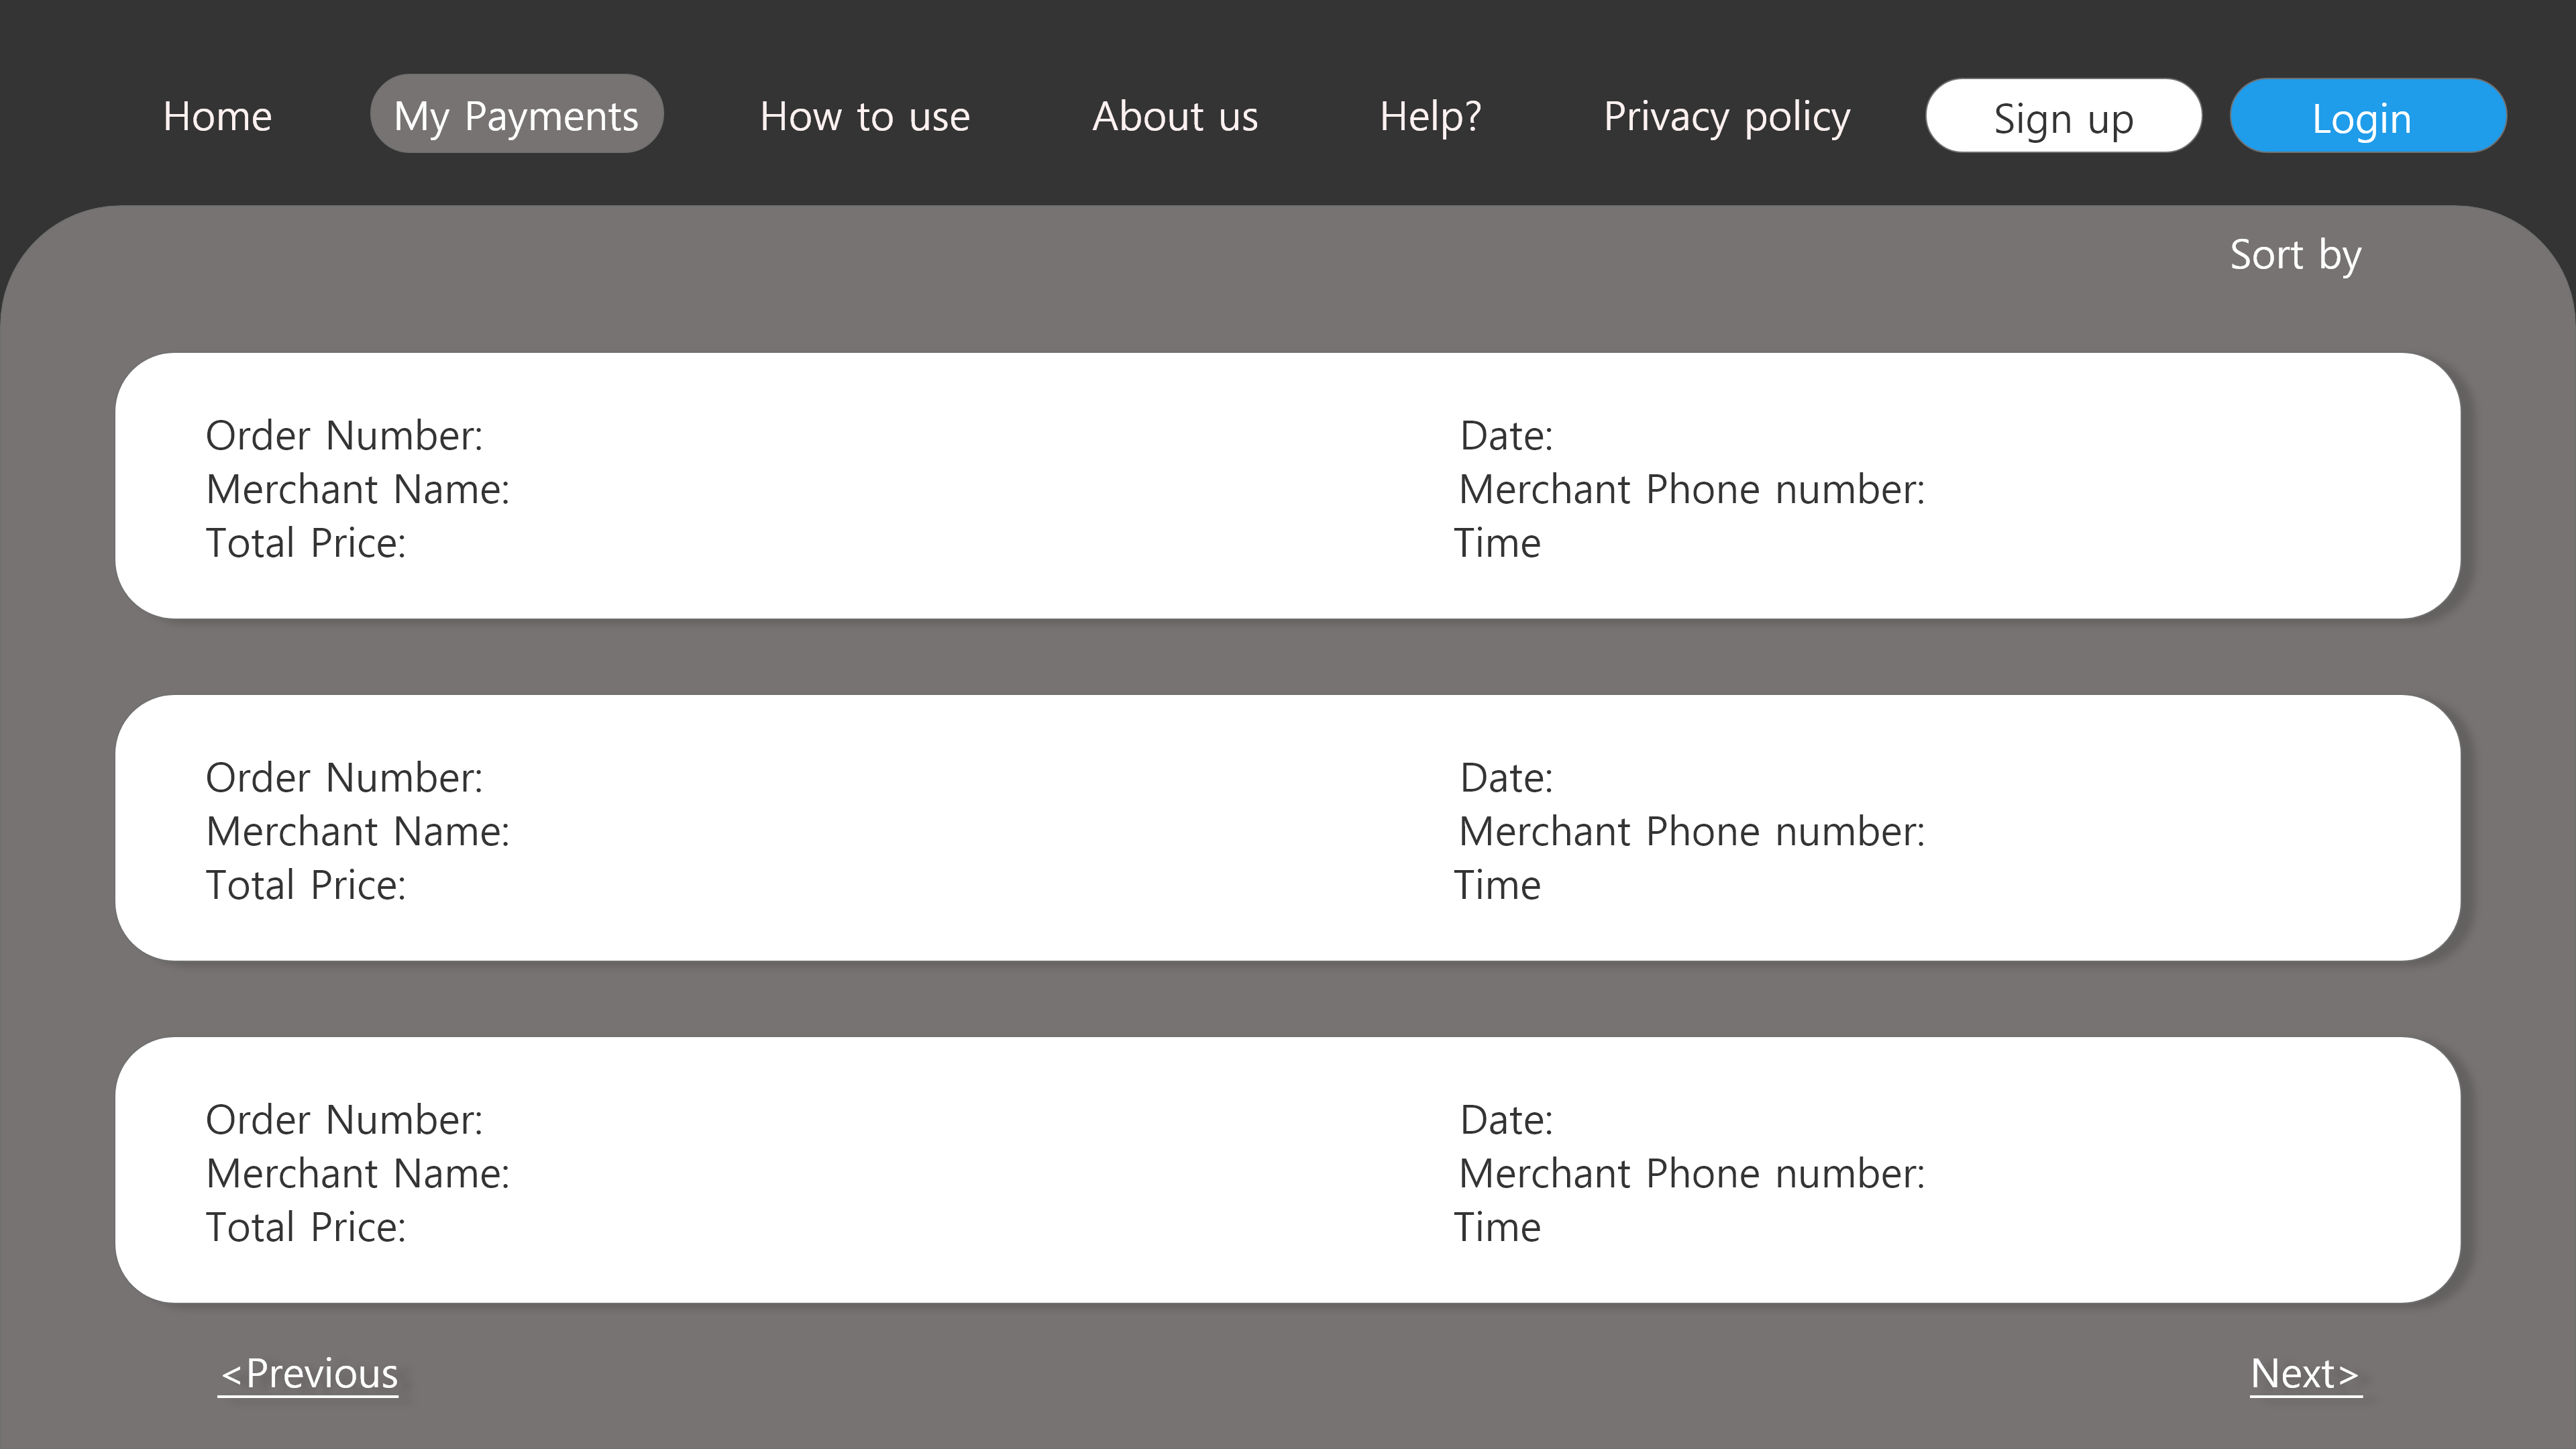 Home My Payments How to use About us Help? Privacy policy Sign up Login
Sort by
Order Number: Date:
Merchant Name: Merchant Phone number:
Total Price: Time
Order Number: Date:
Merchant Name: Merchant Phone number:
Total Price: Time
Order Number: Date:
Merchant Name: Merchant Phone number:
Total Price: Time
<Previous Next>